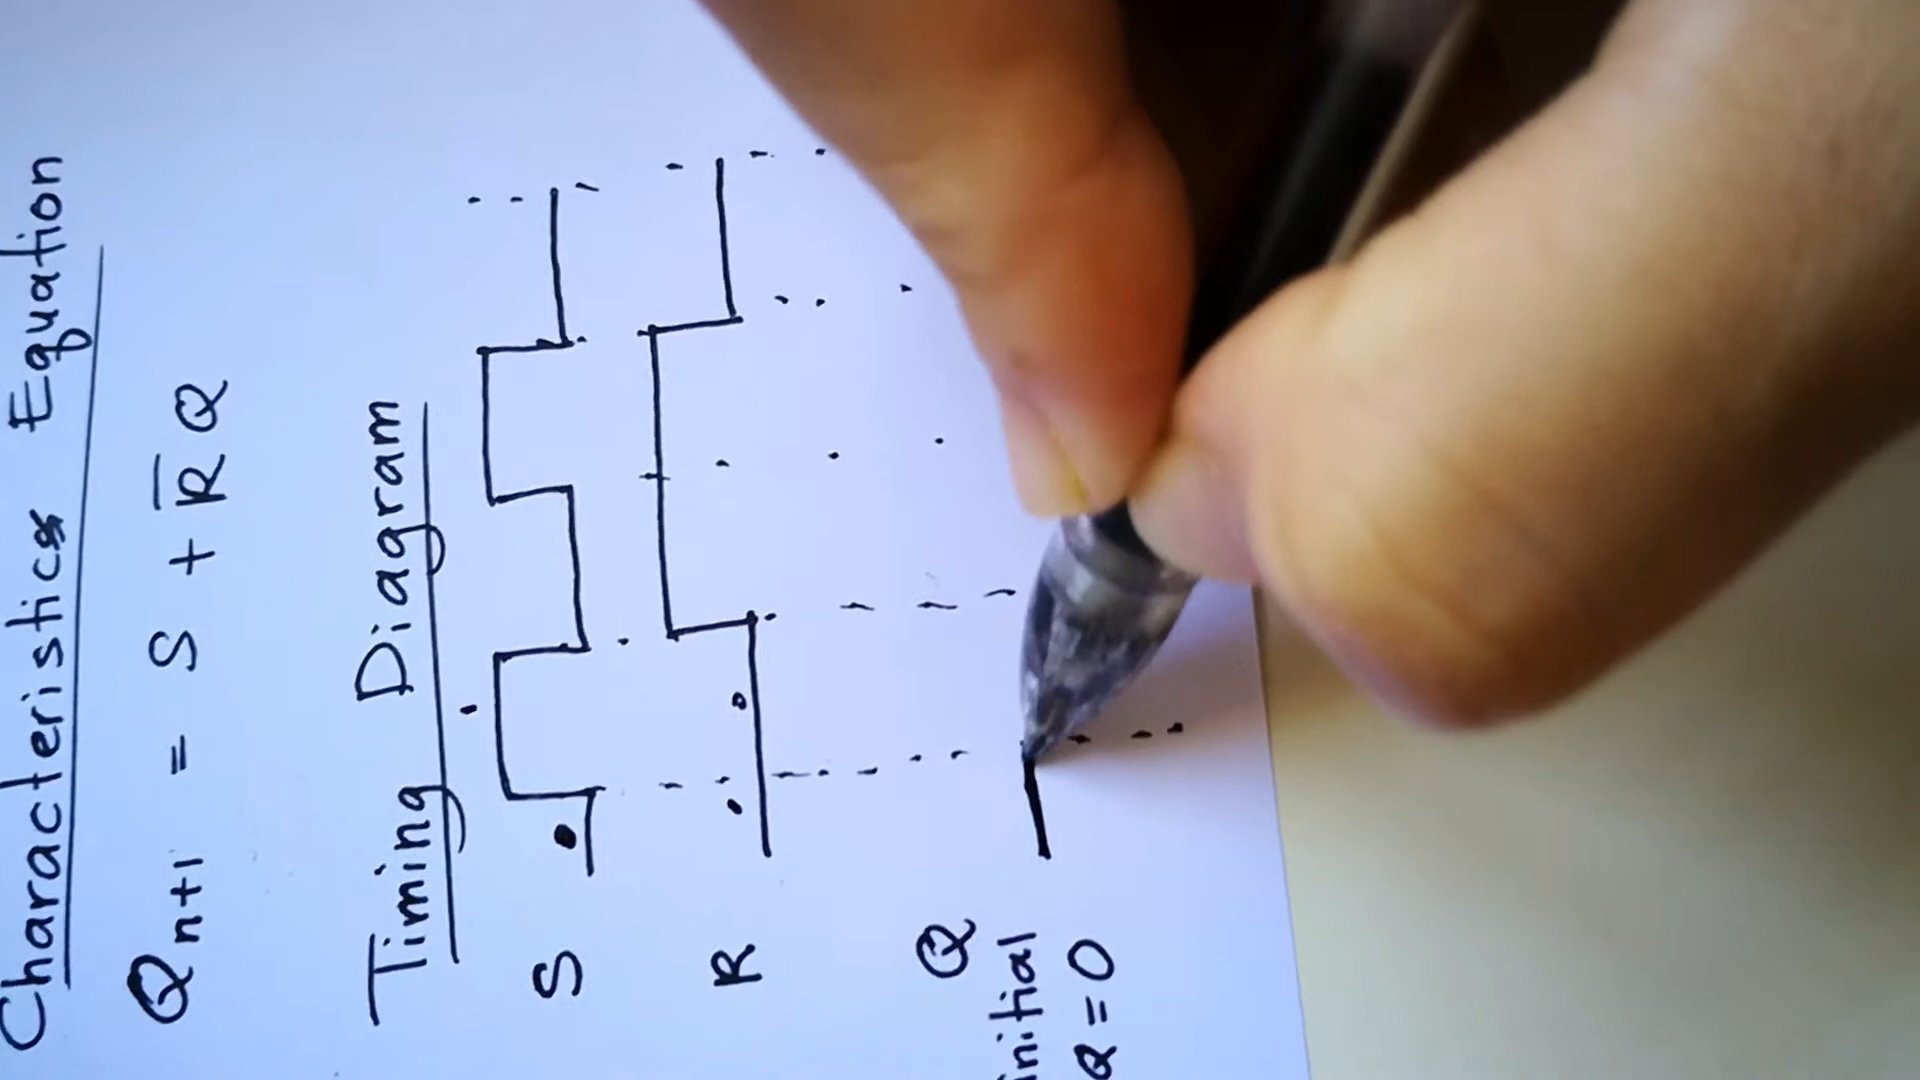 Characteristics Equation
Qn+1 = S + R̅Q
Timing Diagram
S
R
Q
initial
Q=0